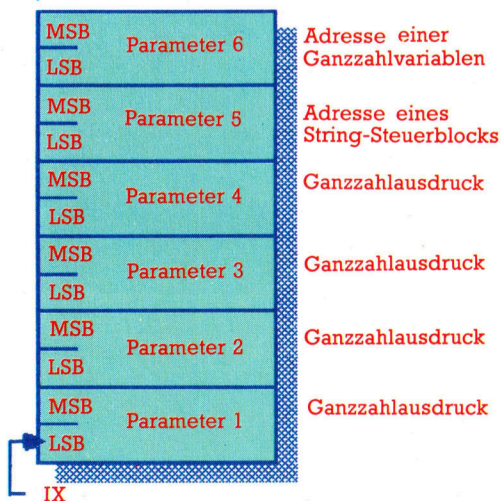 MSB
Parameter 6
LSB
Adresse einer
Ganzzahlvariablen
MSB
Parameter 5
LSB
Adresse eines
String-Steuerblocks
MSB
Parameter 4
LSB
Ganzzahlausdruck
MSB
Parameter 3
LSB
Ganzzahlausdruck
MSB
Parameter 2
LSB
Ganzzahlausdruck
MSB
Parameter 1
LSB
Ganzzahlausdruck
IX